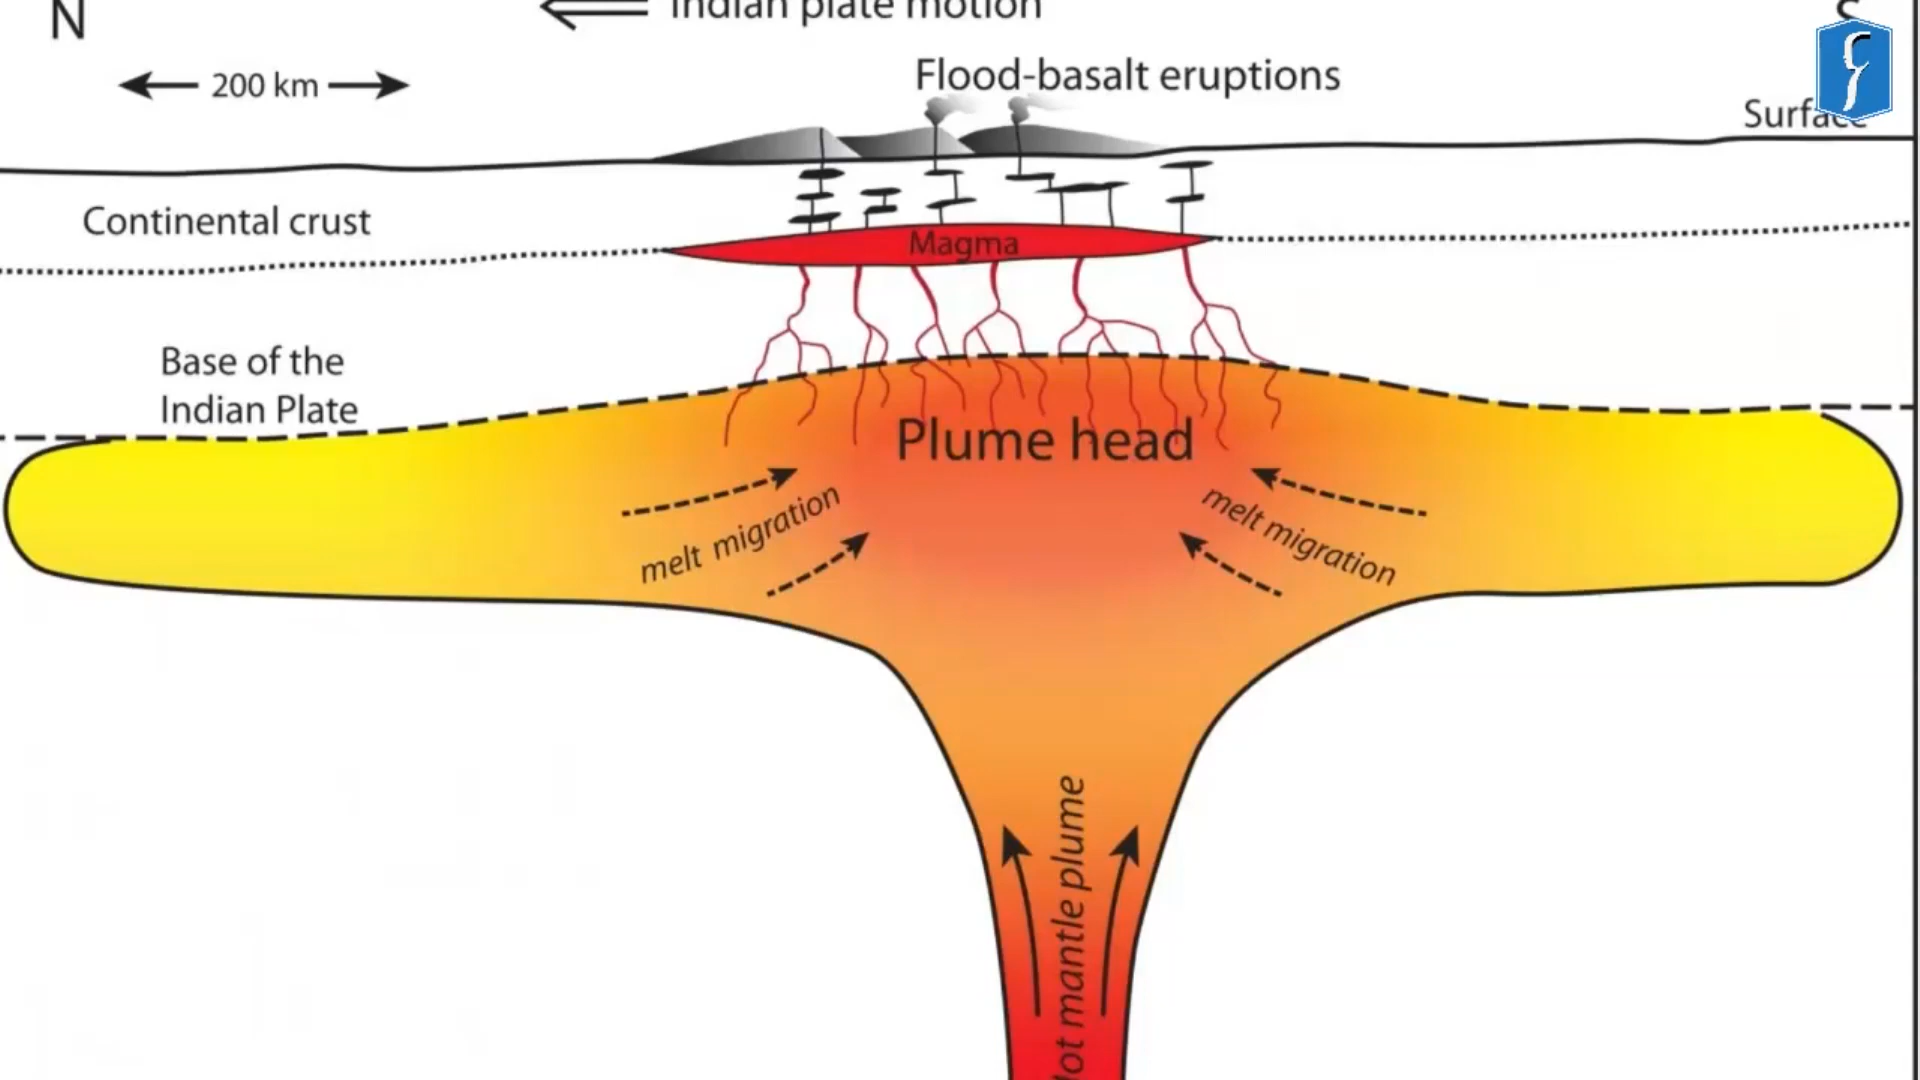 N
Indian plate motion
S
200 km
Flood-basalt eruptions
Surface
Continental crust
Magma
Base of the
Indian Plate
Plume head
melt migration
melt migration
Hot mantle plume